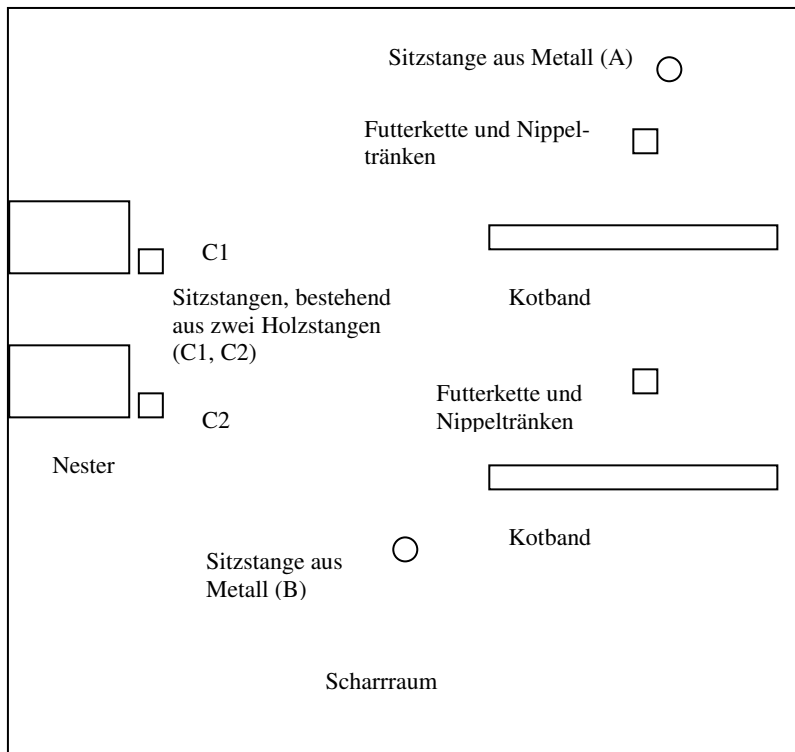 Sitzstange aus Metall (A)
Futterkette und Nippel-
tränken
C1
Sitzstangen, bestehend
aus zwei Holzstangen
(C1, C2)
Kotband
Futterkette und
Nippeltränken
C2
Nester
Kotband
Sitzstange aus
Metall (B)
Scharrraum